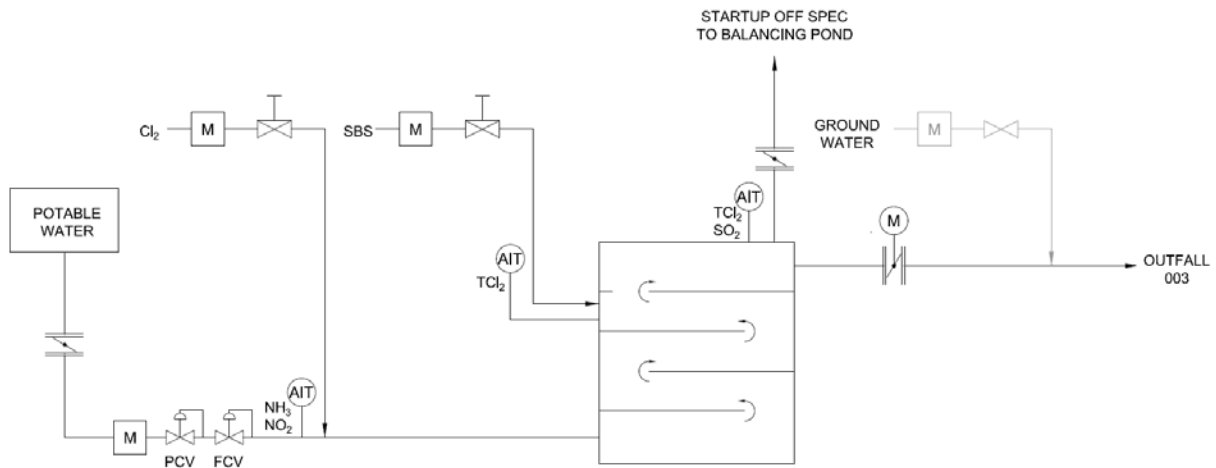 STARTUP OFF SPEC
TO BALANCING POND
Cl₂
M
SBS
M
GROUND
WATER
M
POTABLE
WATER
AIT
TCl₂
SO₂
M
AIT
TCl₂
OUTFALL
003
AIT
NH₃
NO₂
M
PCV
FCV